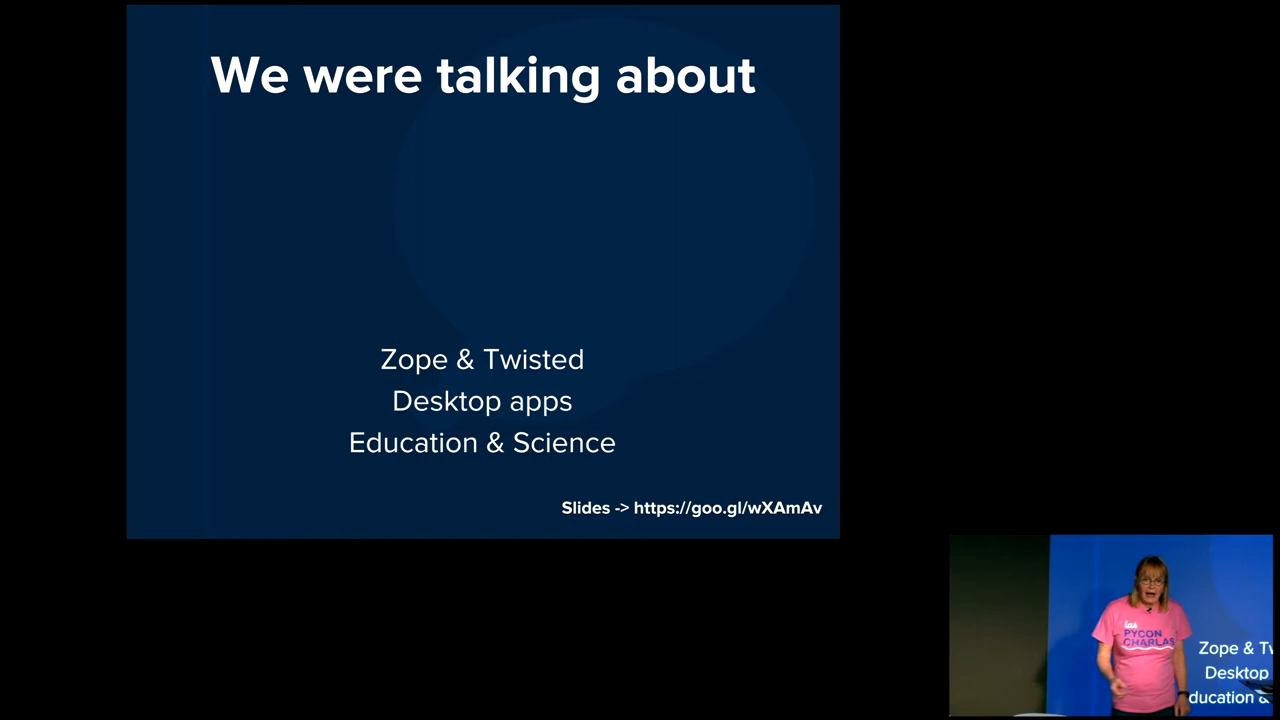 We were talking about
Zope & Twisted
Desktop apps
Education & Science
Slides -> https://goo.gl/wXAmAv
las
PYCON
CHARLAS
Zope & Tw
Desktop
ducation &